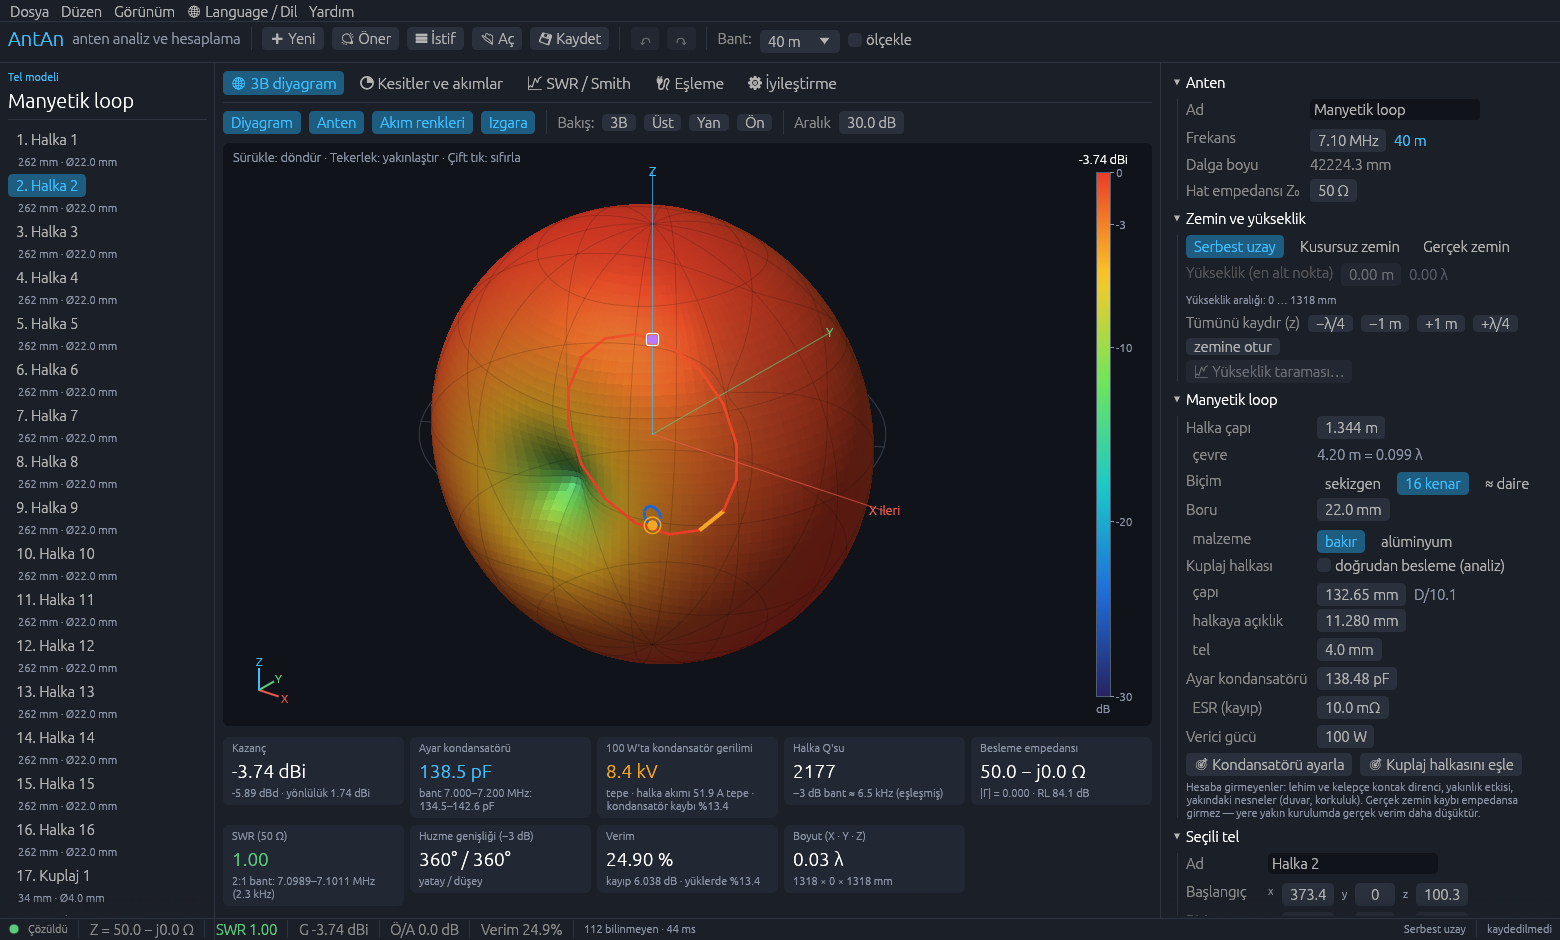 Dosya Düzen Görünüm Language / Dil Yardım
AntAn anten analiz ve hesaplama + Yeni Öner İstif Aç Kaydet Bant: 40 m ölçekle
Tel modeli
Manyetik loop
1. Halka 1
262 mm · Ø22.0 mm
2. Halka 2
262 mm · Ø22.0 mm
3. Halka 3
262 mm · Ø22.0 mm
4. Halka 4
262 mm · Ø22.0 mm
5. Halka 5
262 mm · Ø22.0 mm
6. Halka 6
262 mm · Ø22.0 mm
7. Halka 7
262 mm · Ø22.0 mm
8. Halka 8
262 mm · Ø22.0 mm
9. Halka 9
262 mm · Ø22.0 mm
10. Halka 10
262 mm · Ø22.0 mm
11. Halka 11
262 mm · Ø22.0 mm
12. Halka 12
262 mm · Ø22.0 mm
13. Halka 13
262 mm · Ø22.0 mm
14. Halka 14
262 mm · Ø22.0 mm
15. Halka 15
262 mm · Ø22.0 mm
16. Halka 16
262 mm · Ø22.0 mm
17. Kuplaj 1
34 mm · Ø4.0 mm
3B diyagram Kesitler ve akımlar SWR / Smith Eşleme İyileştirme
Diyagram Anten Akım renkleri Izgara Bakış: 3B Üst Yan Ön Aralık 30.0 dB
Sürükle: döndür · Tekerlek: yakınlaştır · Çift tık: sıfırla
-3.74 dBi
0
-3
-10
-20
-30
dB
Z
Y
X ileri
Z
Y
X
Kazanç
-3.74 dBi
-5.89 dBd · yönlülük 1.74 dBi
Ayar kondansatörü
138.5 pF
bant 7.000–7.200 MHz:
134.5–142.6 pF
100 W'ta kondansatör gerilimi
8.4 kV
tepe · halka akımı 51.9 A tepe ·
kondansatör kaybı %13.4
Halka Q'su
2177
−3 dB bant ≈ 6.5 kHz (eşleşmiş)
Besleme empedansı
50.0 − j0.0 Ω
|Γ| = 0.000 · RL 84.1 dB
SWR (50 Ω)
1.00
2:1 bant: 7.0989–7.1011 MHz
(2.3 kHz)
Huzme genişliği (−3 dB)
360° / 360°
yatay / düşey
Verim
24.90 %
kayıp 6.038 dB · yüklerde %13.4
Boyut (X · Y · Z)
0.03 λ
1318 × 0 × 1318 mm
Anten
Ad Manyetik loop
Frekans 7.10 MHz 40 m
Dalga boyu 42224.3 mm
Hat empedansı Z₀ 50 Ω
Zemin ve yükseklik
Serbest uzay Kusursuz zemin Gerçek zemin
Yükseklik (en alt nokta) 0.00 m 0.00 λ
Yükseklik aralığı: 0 … 1318 mm
Tümünü kaydır (z) −λ/4 −1 m +1 m +λ/4
zemine otur
Yükseklik taraması…
Manyetik loop
Halka çapı 1.344 m
çevre 4.20 m = 0.099 λ
Biçim sekizgen 16 kenar ≈ daire
Boru 22.0 mm
malzeme bakır alüminyum
Kuplaj halkası doğrudan besleme (analiz)
çapı 132.65 mm D/10.1
halkaya açıklık 11.280 mm
tel 4.0 mm
Ayar kondansatörü 138.48 pF
ESR (kayıp) 10.0 mΩ
Verici gücü 100 W
Kondansatörü ayarla Kuplaj halkasını eşle
Hesaba girmeyenler: lehim ve kelepçe kontak direnci, yakınlık etkisi,
yakındaki nesneler (duvar, korkuluk). Gerçek zemin kaybı empedansa
girmez — yere yakın kurulumda gerçek verim daha düşüktür.
Seçili tel
Ad Halka 2
Başlangıç x 373.4 y 0 z 100.3
Çözüldü Z = 50.0 − j0.0 Ω SWR 1.00 G -3.74 dBi Ö/A 0.0 dB Verim 24.9% 112 bilinmeyen · 44 ms Serbest uzay kaydedilmedi